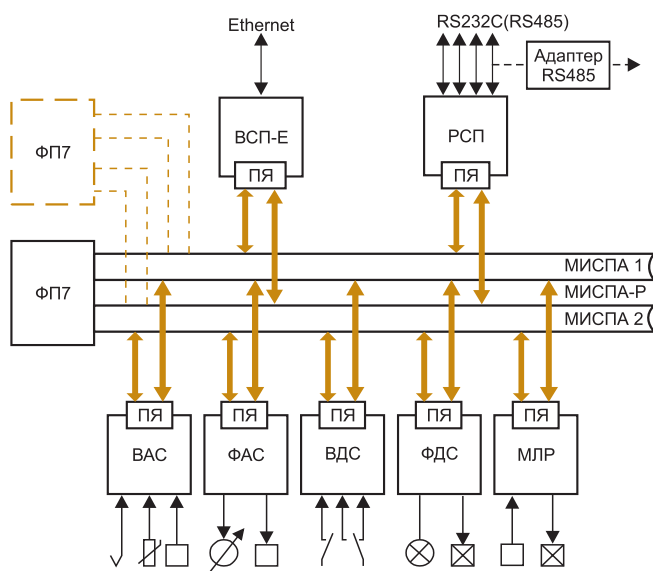 Ethernet
RS232C(RS485)
Адаптер
RS485
ФП7
ВСП-Е
РСП
ПЯ
ПЯ
ФП7
МИСПА 1
МИСПА-Р
МИСПА 2
ПЯ
ПЯ
ПЯ
ПЯ
ПЯ
ВАС
ФАС
ВДС
ФДС
МЛР